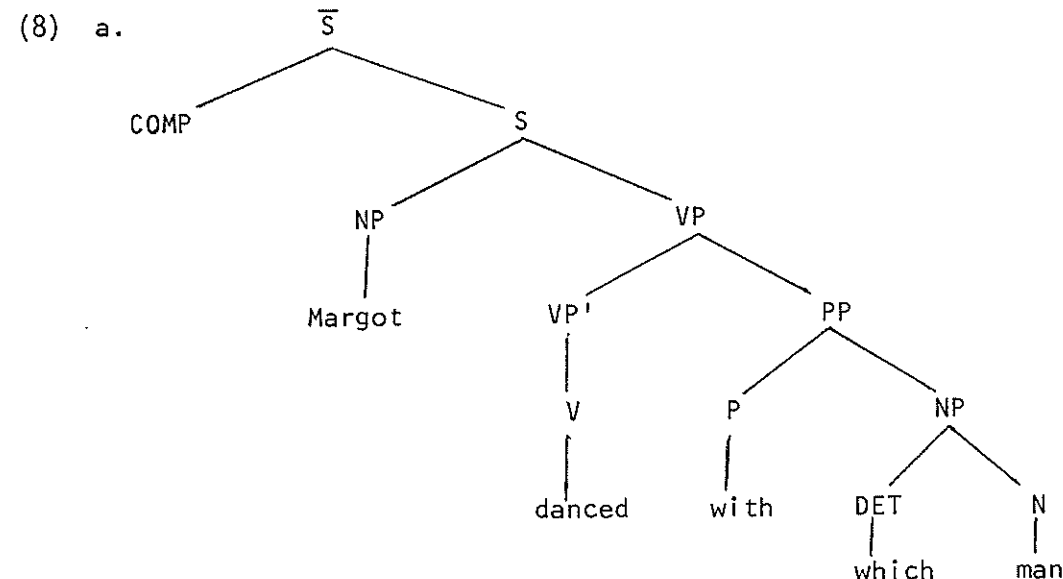 (8) a. S̅
COMP S
NP VP
Margot VP' PP
V P NP
danced with DET N
which man